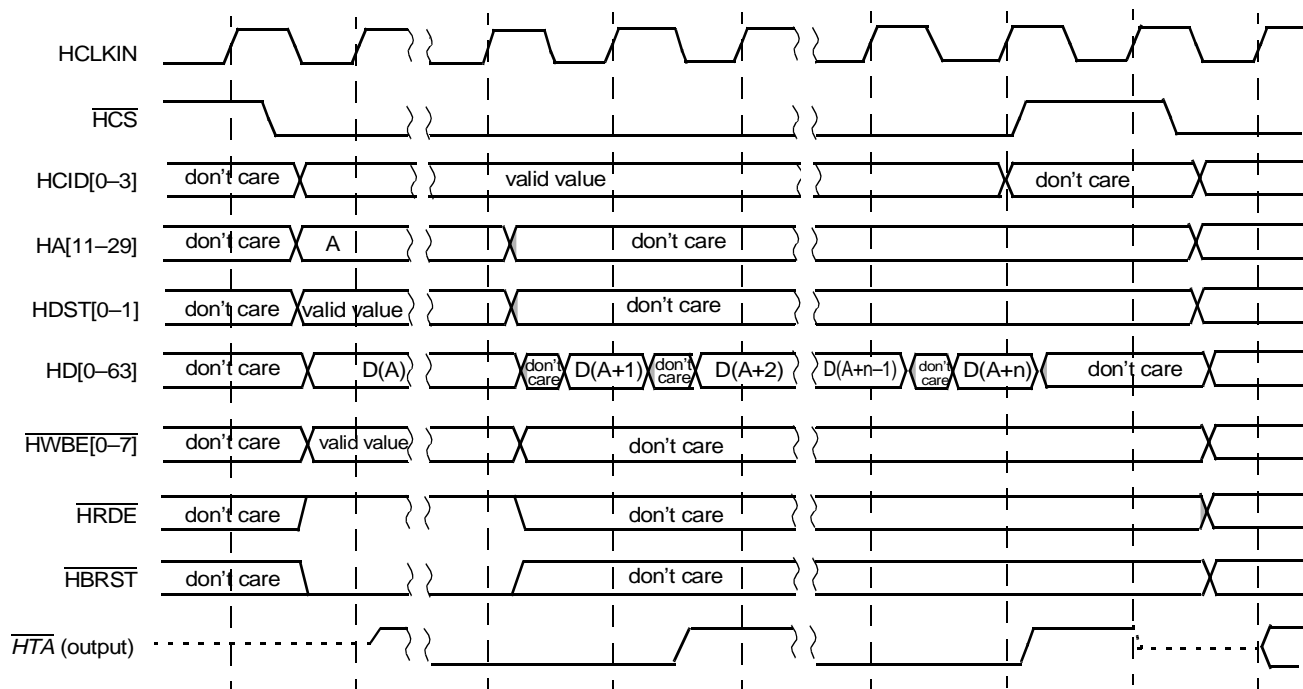 HCLKIN
HCS
HCID[0–3] don't care valid value don't care
HA[11–29] don't care A don't care
HDST[0–1] don't care valid value don't care
HD[0–63] don't care D(A) don't care D(A+1) don't care D(A+2) D(A+n–1) don't care D(A+n) don't care
HWBE[0–7] don't care valid value don't care
HRDE don't care don't care
HBRST don't care don't care
HTA (output)